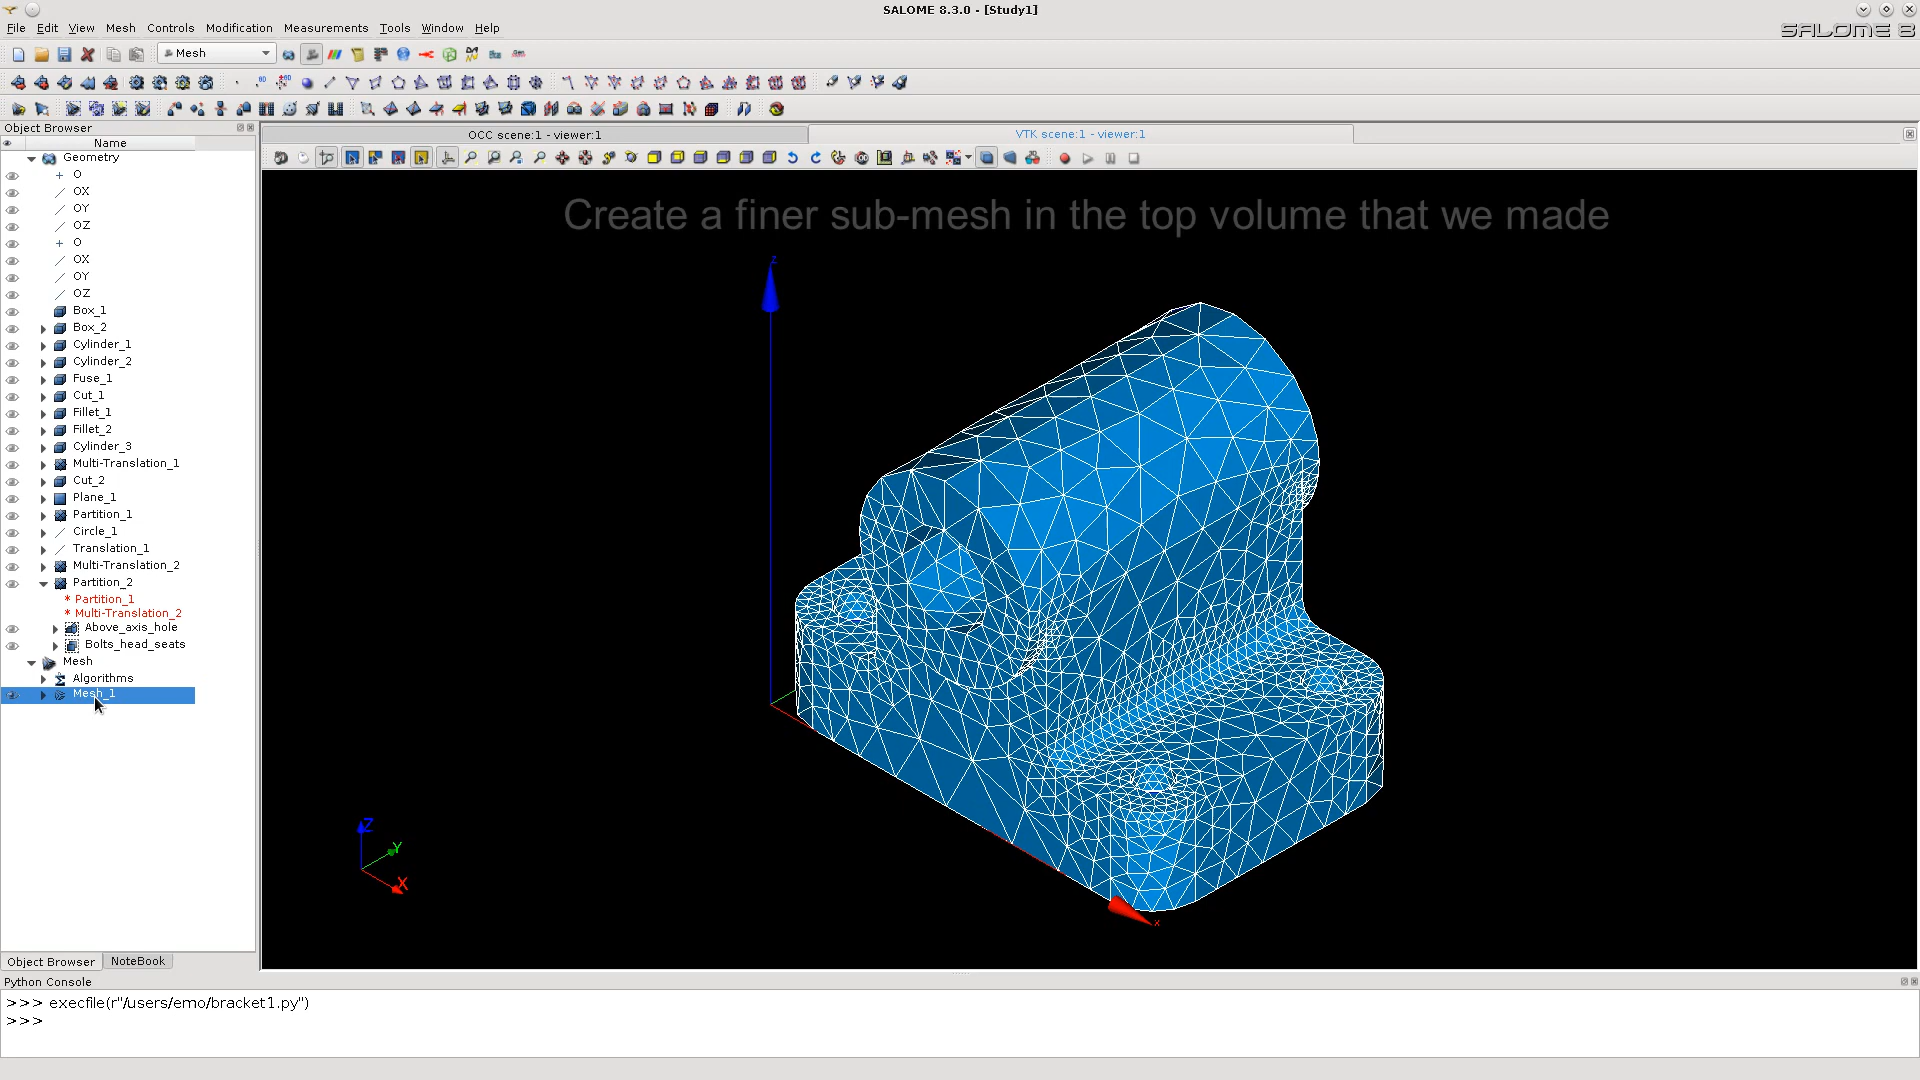 SALOME 8.3.0 - [Study1]
File Edit View Mesh Controls Modification Measurements Tools Window Help
SALOME 8
Mesh
Object Browser
OCC scene:1 - viewer:1
VTK scene:1 - viewer:1
Name
Geometry
O
OX
OY
OZ
O
OX
OY
OZ
Box_1
Box_2
Cylinder_1
Cylinder_2
Fuse_1
Cut_1
Fillet_1
Fillet_2
Cylinder_3
Multi-Translation_1
Cut_2
Plane_1
Partition_1
Circle_1
Translation_1
Multi-Translation_2
Partition_2
* Partition_1
* Multi-Translation_2
Above_axis_hole
Bolts_head_seats
Mesh
Algorithms
Mesh_1
Create a finer sub-mesh in the top volume that we made
z
x
Z
Y
X
Object Browser
NoteBook
Python Console
>>> execfile(r"/users/emo/bracket1.py")
>>>